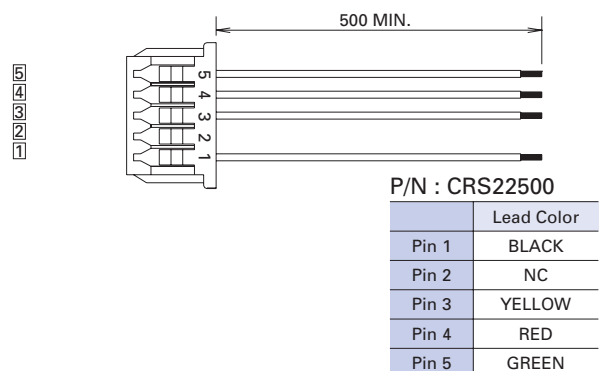 500 MIN.
5
4
3
2
1
5
4
3
2
1
P/N : CRS22500
Lead Color
Pin 1 BLACK
Pin 2 NC
Pin 3 YELLOW
Pin 4 RED
Pin 5 GREEN